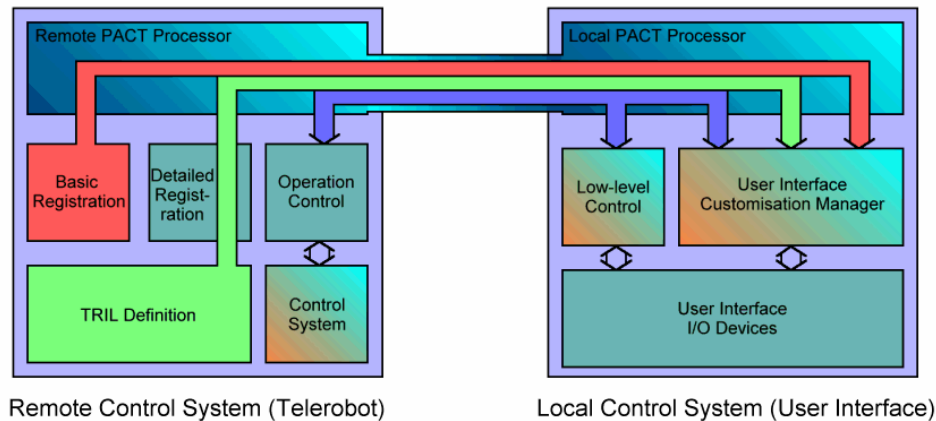 Remote PACT Processor
Local PACT Processor
Basic
Registration
Detailed
Regist-
ration
Operation
Control
Low-level
Control
User Interface
Customisation Manager
TRIL Definition
Control
System
User Interface
I/O Devices
Remote Control System (Telerobot)
Local Control System (User Interface)